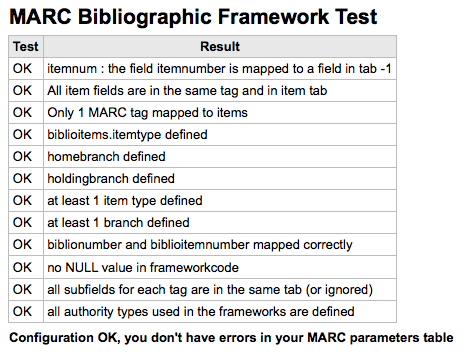 MARC Bibliographic Framework Test
Test Result
OK itemnum : the field itemnumber is mapped to a field in tab -1
OK All item fields are in the same tag and in item tab
OK Only 1 MARC tag mapped to items
OK biblioitems.itemtype defined
OK homebranch defined
OK holdingbranch defined
OK at least 1 item type defined
OK at least 1 branch defined
OK biblionumber and biblioitemnumber mapped correctly
OK no NULL value in frameworkcode
OK all subfields for each tag are in the same tab (or ignored)
OK all authority types used in the frameworks are defined
Configuration OK, you don't have errors in your MARC parameters table